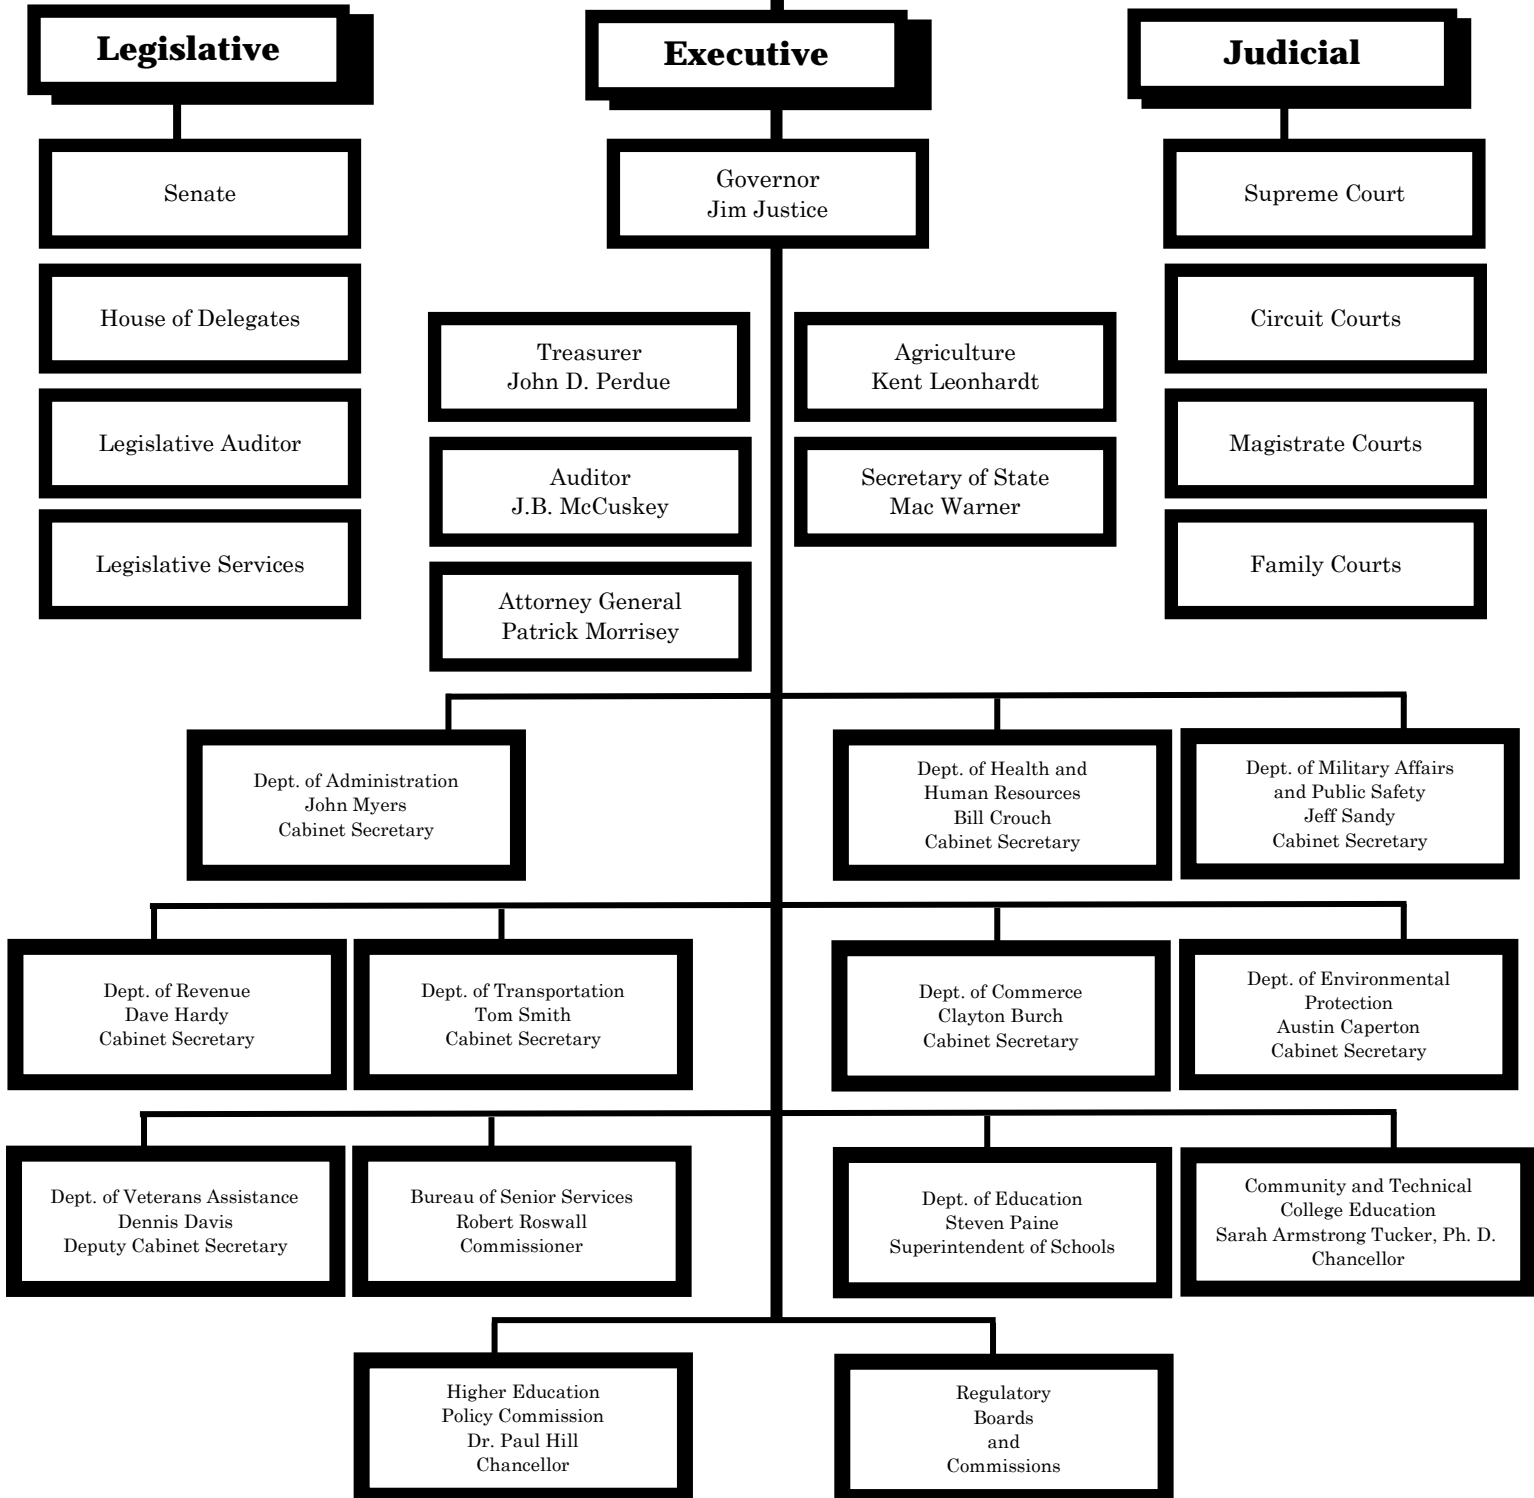 Legislative
Executive
Judicial
Senate
House of Delegates
Legislative Auditor
Legislative Services
Governor
Jim Justice
Treasurer
John D. Perdue
Agriculture
Kent Leonhardt
Auditor
J.B. McCuskey
Secretary of State
Mac Warner
Attorney General
Patrick Morrisey
Supreme Court
Circuit Courts
Magistrate Courts
Family Courts
Dept. of Administration
John Myers
Cabinet Secretary
Dept. of Health and
Human Resources
Bill Crouch
Cabinet Secretary
Dept. of Military Affairs
and Public Safety
Jeff Sandy
Cabinet Secretary
Dept. of Revenue
Dave Hardy
Cabinet Secretary
Dept. of Transportation
Tom Smith
Cabinet Secretary
Dept. of Commerce
Clayton Burch
Cabinet Secretary
Dept. of Environmental
Protection
Austin Caperton
Cabinet Secretary
Dept. of Veterans Assistance
Dennis Davis
Deputy Cabinet Secretary
Bureau of Senior Services
Robert Roswall
Commissioner
Dept. of Education
Steven Paine
Superintendent of Schools
Community and Technical
College Education
Sarah Armstrong Tucker, Ph. D.
Chancellor
Higher Education
Policy Commission
Dr. Paul Hill
Chancellor
Regulatory
Boards
and
Commissions